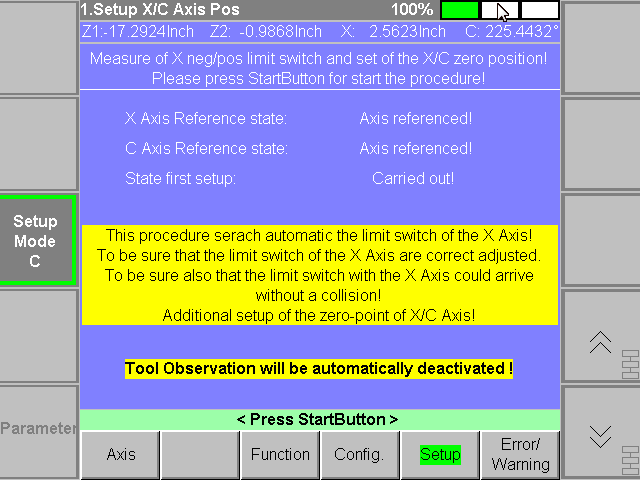 1.Setup X/C Axis Pos 100%
Z1:-17.2924Inch Z2: -0.9868Inch X: 2.5623Inch C: 225.4432°
Measure of X neg/pos limit switch and set of the X/C zero position!
Please press StartButton for start the procedure!
X Axis Reference state: Axis referenced!
C Axis Reference state: Axis referenced!
State first setup: Carried out!
Setup
Mode
C
This procedure serach automatic the limit switch of the X Axis!
To be sure that the limit switch of the X Axis are correct adjusted.
To be sure also that the limit switch with the X Axis could arrive
without a collision!
Additional setup of the zero-point of X/C Axis!
Tool Observation will be automatically deactivated !
Parameter
< Press StartButton >
Axis Function Config. Setup Error/
Warning